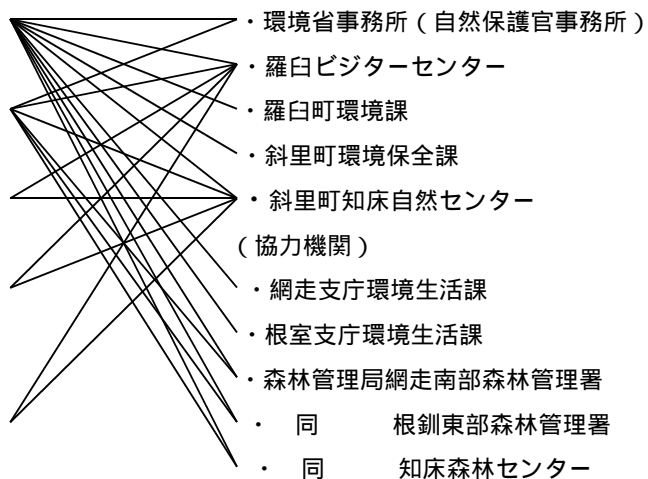 ・環境省事務所(自然保護官事務所)
・羅臼ビジターセンター
・羅臼町環境課
・斜里町環境保全課
・斜里町知床自然センター
(協力機関)
・網走支庁環境生活課
・根室支庁環境生活課
・森林管理局網走南部森林管理署
・ 同 根釧東部森林管理署
・ 同 知床森林センター